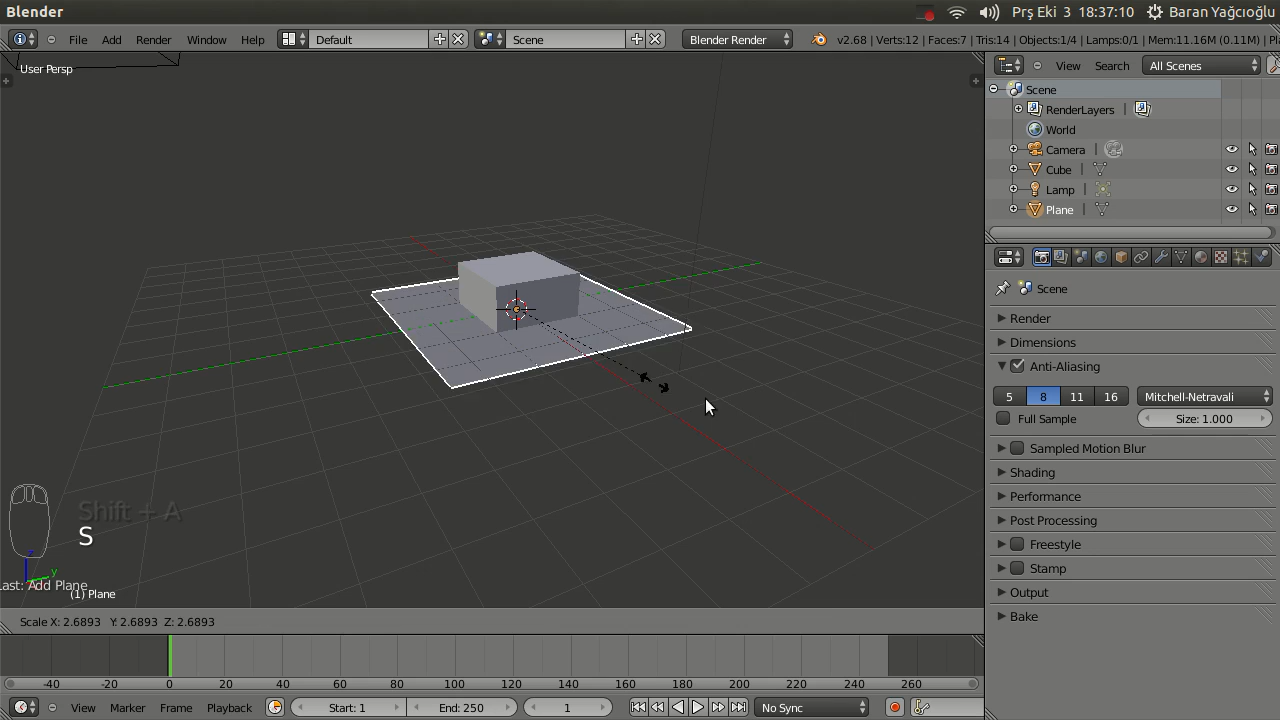 Blender Prş Eki 3 18:37:10 Baran Yağcıoğlu
File Add Render Window Help Default Scene Blender Render v2.68 | Verts:12 | Faces:7 | Tris:14 | Objects:1/4 | Lamps:0/1 | Mem:11.16M (0.11M) | Pl
User Persp
View Search All Scenes
Scene
RenderLayers
World
Camera
Cube
Lamp
Plane
Scene
Render
Dimensions
Anti-Aliasing
5 8 11 16 Mitchell-Netravali
Full Sample Size: 1.000
Sampled Motion Blur
Shading
Performance
Post Processing
Freestyle
Stamp
Output
Bake
Shift + A
S
z
y
ast: Add Plane
(1) Plane
Scale X: 2.6893 Y: 2.6893 Z: 2.6893
-40 -20 0 20 40 60 80 100 120 140 160 180 200 220 240 260
View Marker Frame Playback Start: 1 End: 250 1 No Sync